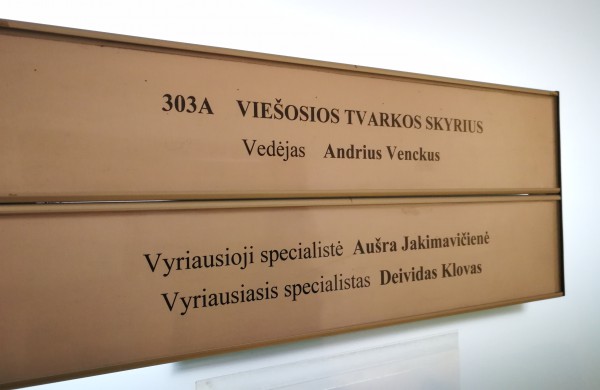 303A VIEŠOSIOS TVARKOS SKYRIUS
Vedėjas Andrius Venckus
Vyriausioji specialistė Aušra Jakimavičienė
Vyriausiasis specialistas Deividas Klovas